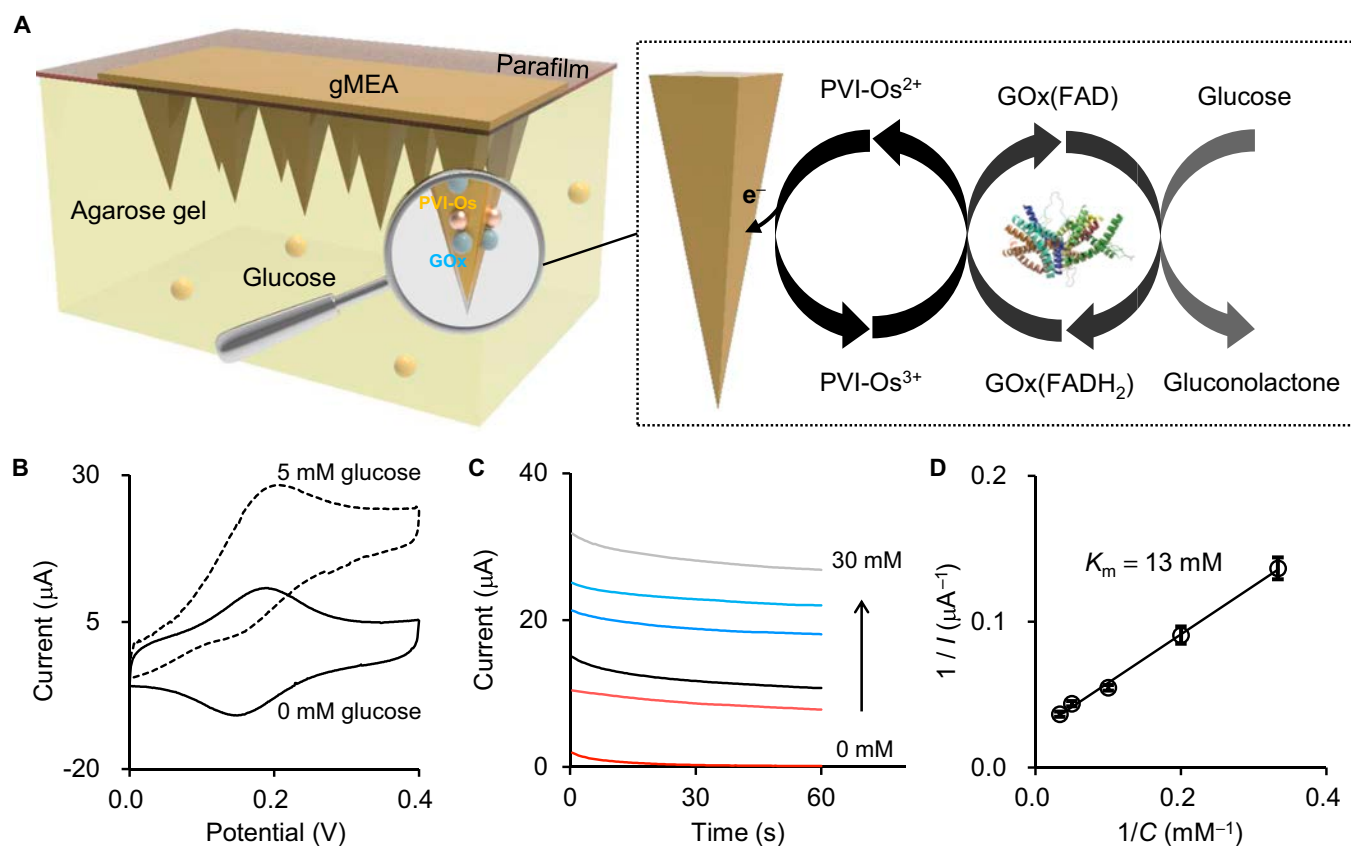 A
Parafilm
gMEA
Agarose gel
PVI-Os
GOx
Glucose
e⁻
PVI-Os²⁺
GOx(FAD)
Glucose
PVI-Os³⁺
GOx(FADH₂)
Gluconolactone
B
30
5
-20
Current (μA)
5 mM glucose
0 mM glucose
0.0
0.2
0.4
Potential (V)
C
40
20
0
Current (μA)
30 mM
0 mM
0
30
60
Time (s)
D
0.2
0.1
0.0
1 / I (μA⁻¹)
Kₘ = 13 mM
0.0
0.2
0.4
1/C (mM⁻¹)